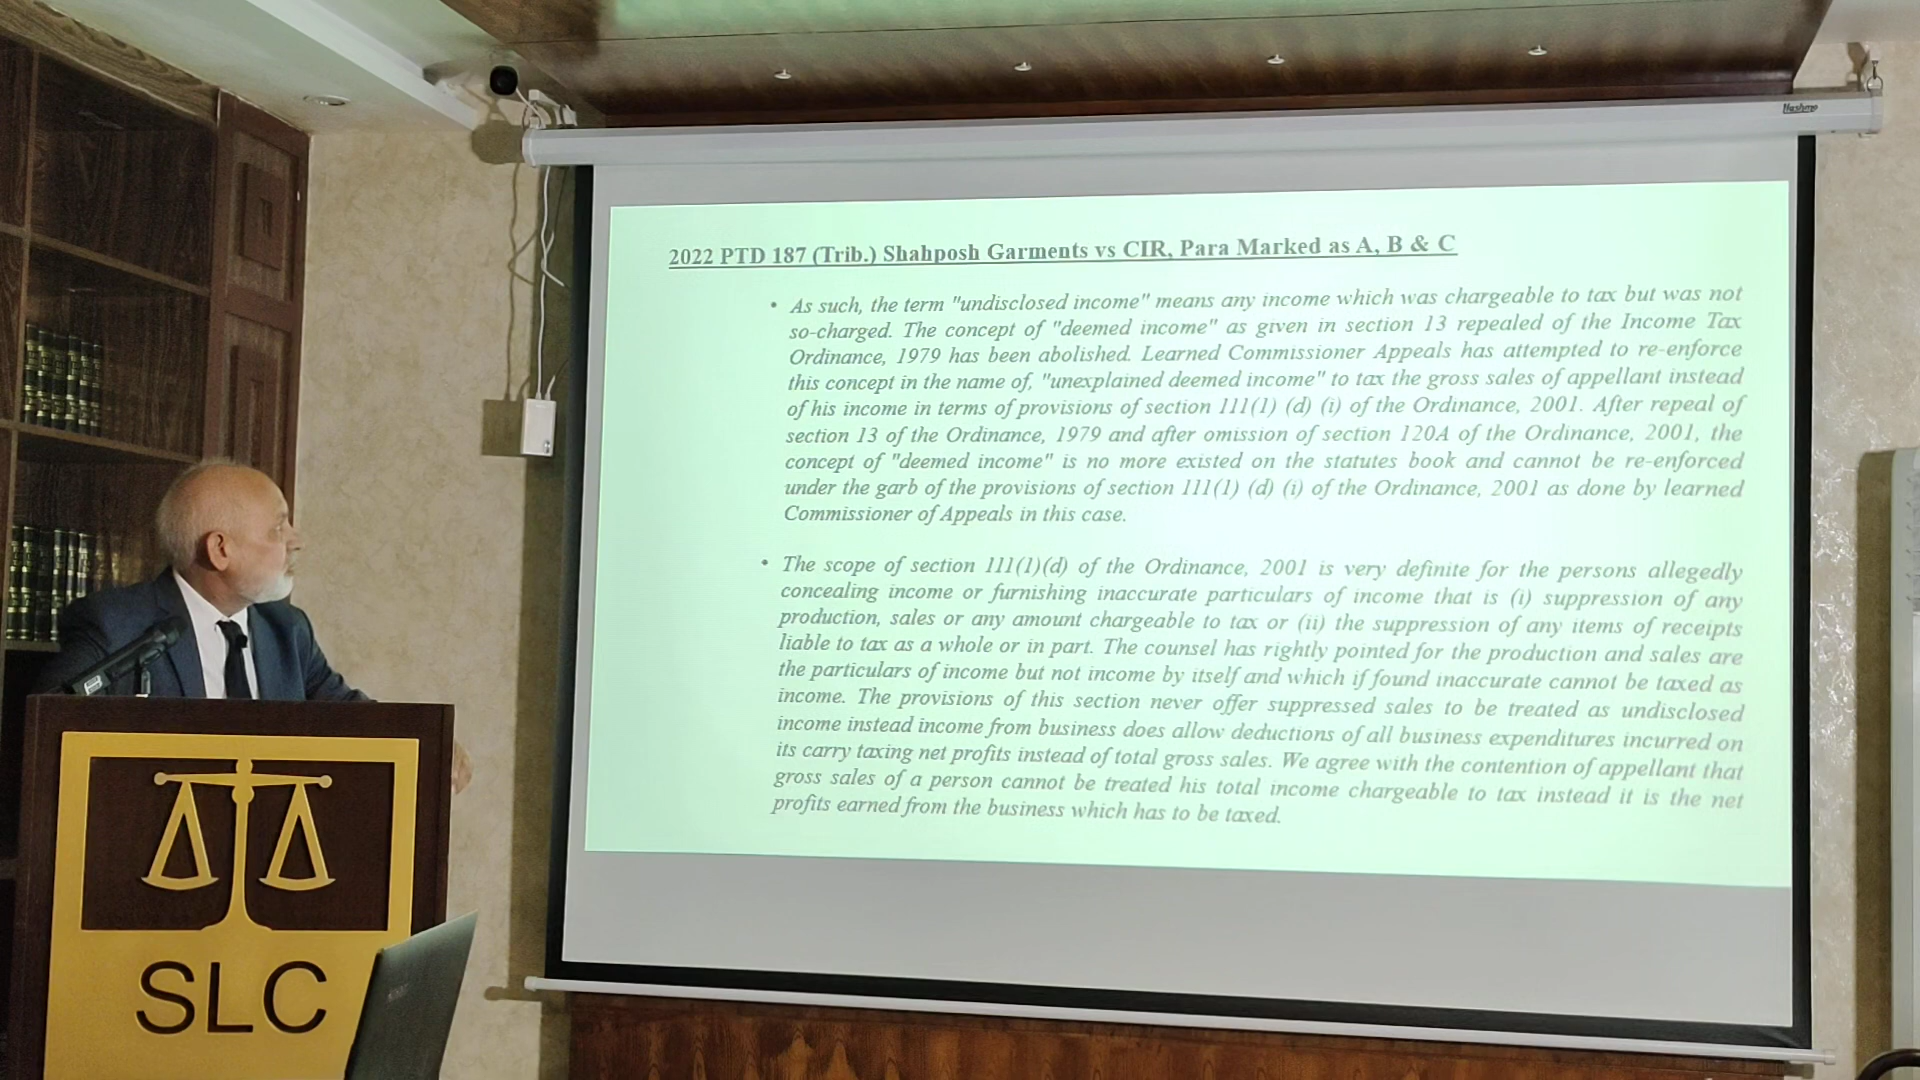 Hashmo
2022 PTD 187 (Trib.) Shahposh Garments vs CIR, Para Marked as A, B & C
• As such, the term "undisclosed income" means any income which was chargeable to tax but was not
so-charged. The concept of "deemed income" as given in section 13 repealed of the Income Tax
Ordinance, 1979 has been abolished. Learned Commissioner Appeals has attempted to re-enforce
this concept in the name of, "unexplained deemed income" to tax the gross sales of appellant instead
of his income in terms of provisions of section 111(1) (d) (i) of the Ordinance, 2001. After repeal of
section 13 of the Ordinance, 1979 and after omission of section 120A of the Ordinance, 2001, the
concept of "deemed income" is no more existed on the statutes book and cannot be re-enforced
under the garb of the provisions of section 111(1) (d) (i) of the Ordinance, 2001 as done by learned
Commissioner of Appeals in this case.
• The scope of section 111(1)(d) of the Ordinance, 2001 is very definite for the persons allegedly
concealing income or furnishing inaccurate particulars of income that is (i) suppression of any
production, sales or any amount chargeable to tax or (ii) the suppression of any items of receipts
liable to tax as a whole or in part. The counsel has rightly pointed for the production and sales are
the particulars of income but not income by itself and which if found inaccurate cannot be taxed as
income. The provisions of this section never offer suppressed sales to be treated as undisclosed
income instead income from business does allow deductions of all business expenditures incurred on
its carry taxing net profits instead of total gross sales. We agree with the contention of appellant that
gross sales of a person cannot be treated his total income chargeable to tax instead it is the net
profits earned from the business which has to be taxed.
SLC